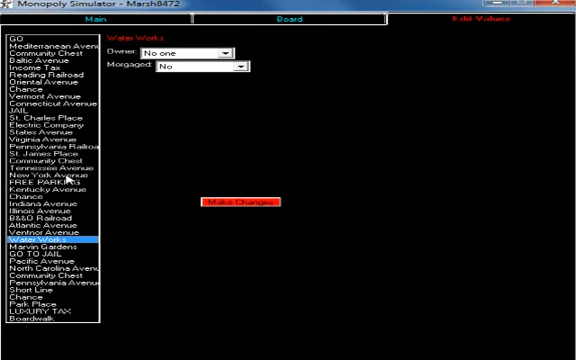 Monopoly Simulator - Marsh8472
Main
Board
Edit Values
GO
Mediterranean Avenu
Community Chest
Baltic Avenue
Income Tax
Reading Railroad
Oriental Avenue
Chance
Vermont Avenue
Connecticut Avenue
JAIL
St. Charles Place
Electric Company
States Avenue
Virginia Avenue
Pennsylvania Railroa
St. James Place
Community Chest
Tennessee Avenue
New York Avenue
FREE PARKING
Kentucky Avenue
Chance
Indiana Avenue
Illinois Avenue
B&O Railroad
Atlantic Avenue
Ventnor Avenue
Water Works
Marvin Gardens
GO TO JAIL
Pacific Avenue
North Carolina Avenu
Community Chest
Pennsylvania Avenue
Short Line
Chance
Park Place
LUXURY TAX
Boardwalk
Water Works
Owner: No one
Morgaged: No
Make Changes